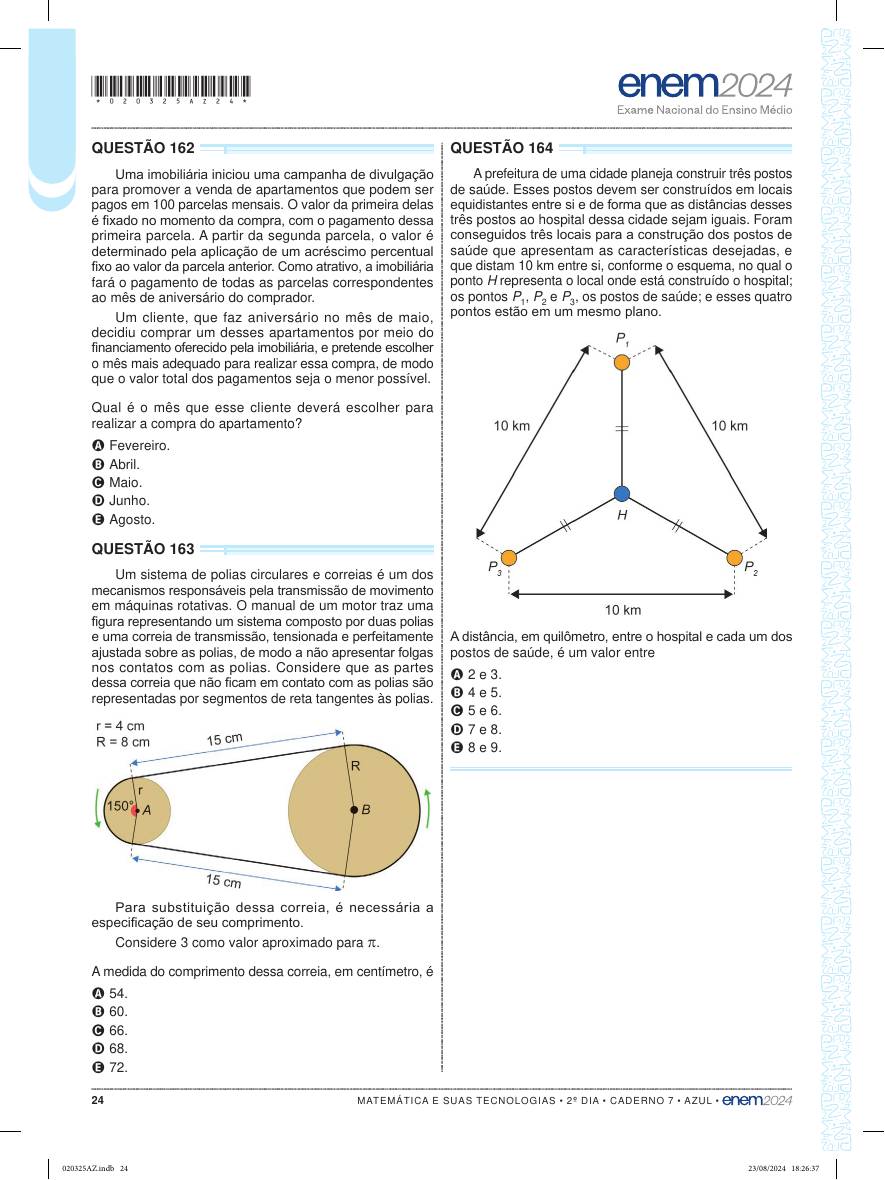 *020325AZ24*
enem2024
Exame Nacional do Ensino Médio
QUESTÃO 162
Uma imobiliária iniciou uma campanha de divulgação
para promover a venda de apartamentos que podem ser
pagos em 100 parcelas mensais. O valor da primeira delas
é fixado no momento da compra, com o pagamento dessa
primeira parcela. A partir da segunda parcela, o valor é
determinado pela aplicação de um acréscimo percentual
fixo ao valor da parcela anterior. Como atrativo, a imobiliária
fará o pagamento de todas as parcelas correspondentes
ao mês de aniversário do comprador.
Um cliente, que faz aniversário no mês de maio,
decidiu comprar um desses apartamentos por meio do
financiamento oferecido pela imobiliária, e pretende escolher
o mês mais adequado para realizar essa compra, de modo
que o valor total dos pagamentos seja o menor possível.
Qual é o mês que esse cliente deverá escolher para
realizar a compra do apartamento?
A Fevereiro.
B Abril.
C Maio.
D Junho.
E Agosto.
QUESTÃO 163
Um sistema de polias circulares e correias é um dos
mecanismos responsáveis pela transmissão de movimento
em máquinas rotativas. O manual de um motor traz uma
figura representando um sistema composto por duas polias
e uma correia de transmissão, tensionada e perfeitamente
ajustada sobre as polias, de modo a não apresentar folgas
nos contatos com as polias. Considere que as partes
dessa correia que não ficam em contato com as polias são
representadas por segmentos de reta tangentes às polias.
r = 4 cm
R = 8 cm
15 cm
R
r
150°
A
B
15 cm
Para substituição dessa correia, é necessária a
especificação de seu comprimento.
Considere 3 como valor aproximado para π.
A medida do comprimento dessa correia, em centímetro, é
A 54.
B 60.
C 66.
D 68.
E 72.
QUESTÃO 164
A prefeitura de uma cidade planeja construir três postos
de saúde. Esses postos devem ser construídos em locais
equidistantes entre si e de forma que as distâncias desses
três postos ao hospital dessa cidade sejam iguais. Foram
conseguidos três locais para a construção dos postos de
saúde que apresentam as características desejadas, e
que distam 10 km entre si, conforme o esquema, no qual o
ponto H representa o local onde está construído o hospital;
os pontos P₁, P₂ e P₃, os postos de saúde; e esses quatro
pontos estão em um mesmo plano.
P₁
10 km
10 km
H
P₃
P₂
10 km
A distância, em quilômetro, entre o hospital e cada um dos
postos de saúde, é um valor entre
A 2 e 3.
B 4 e 5.
C 5 e 6.
D 7 e 8.
E 8 e 9.
24
MATEMÁTICA E SUAS TECNOLOGIAS • 2º DIA • CADERNO 7 • AZUL • enem2024
020325AZ.indb 24
23/08/2024 18:26:37